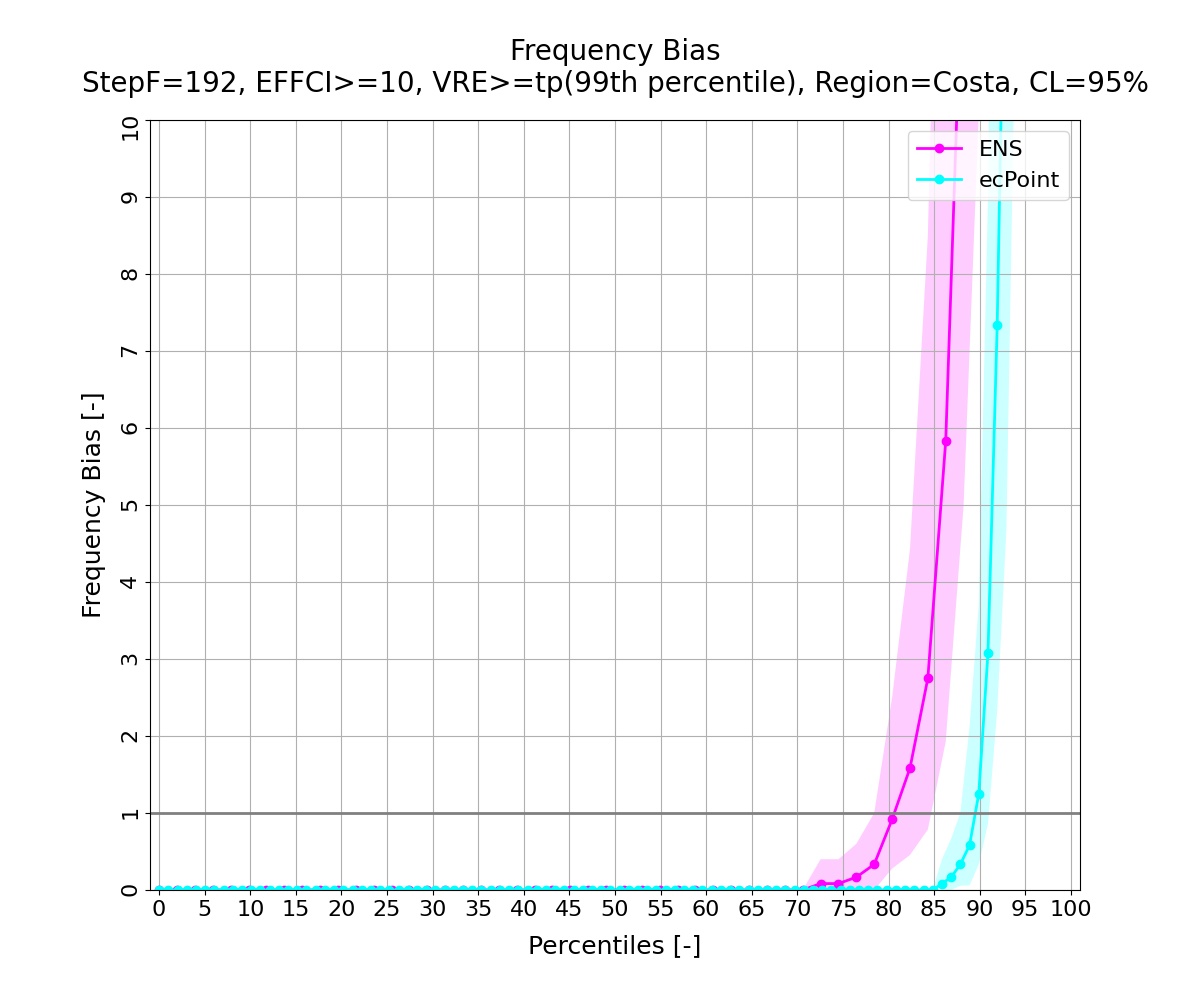 Frequency Bias
StepF=192, EFFCI>=10, VRE>=tp(99th percentile), Region=Costa, CL=95%
Frequency Bias [-]
10
9
8
7
6
5
4
3
2
1
0
ENS
ecPoint
0 5 10 15 20 25 30 35 40 45 50 55 60 65 70 75 80 85 90 95 100
Percentiles [-]